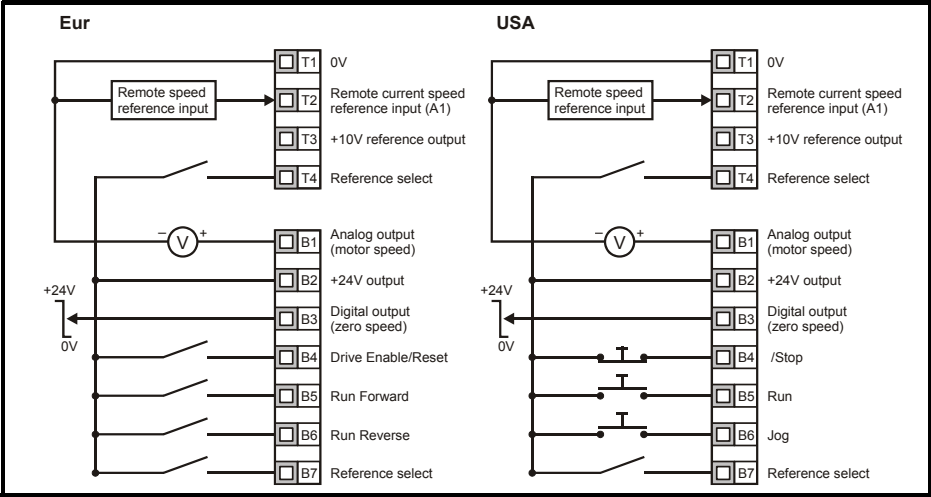 Eur
T1 0V
Remote speed
reference input
T2 Remote current speed
reference input (A1)
T3 +10V reference output
T4 Reference select
– V +
B1 Analog output
(motor speed)
B2 +24V output
+24V
0V
B3 Digital output
(zero speed)
B4 Drive Enable/Reset
B5 Run Forward
B6 Run Reverse
B7 Reference select
USA
T1 0V
Remote speed
reference input
T2 Remote current speed
reference input (A1)
T3 +10V reference output
T4 Reference select
– V +
B1 Analog output
(motor speed)
B2 +24V output
+24V
0V
B3 Digital output
(zero speed)
B4 /Stop
B5 Run
B6 Jog
B7 Reference select